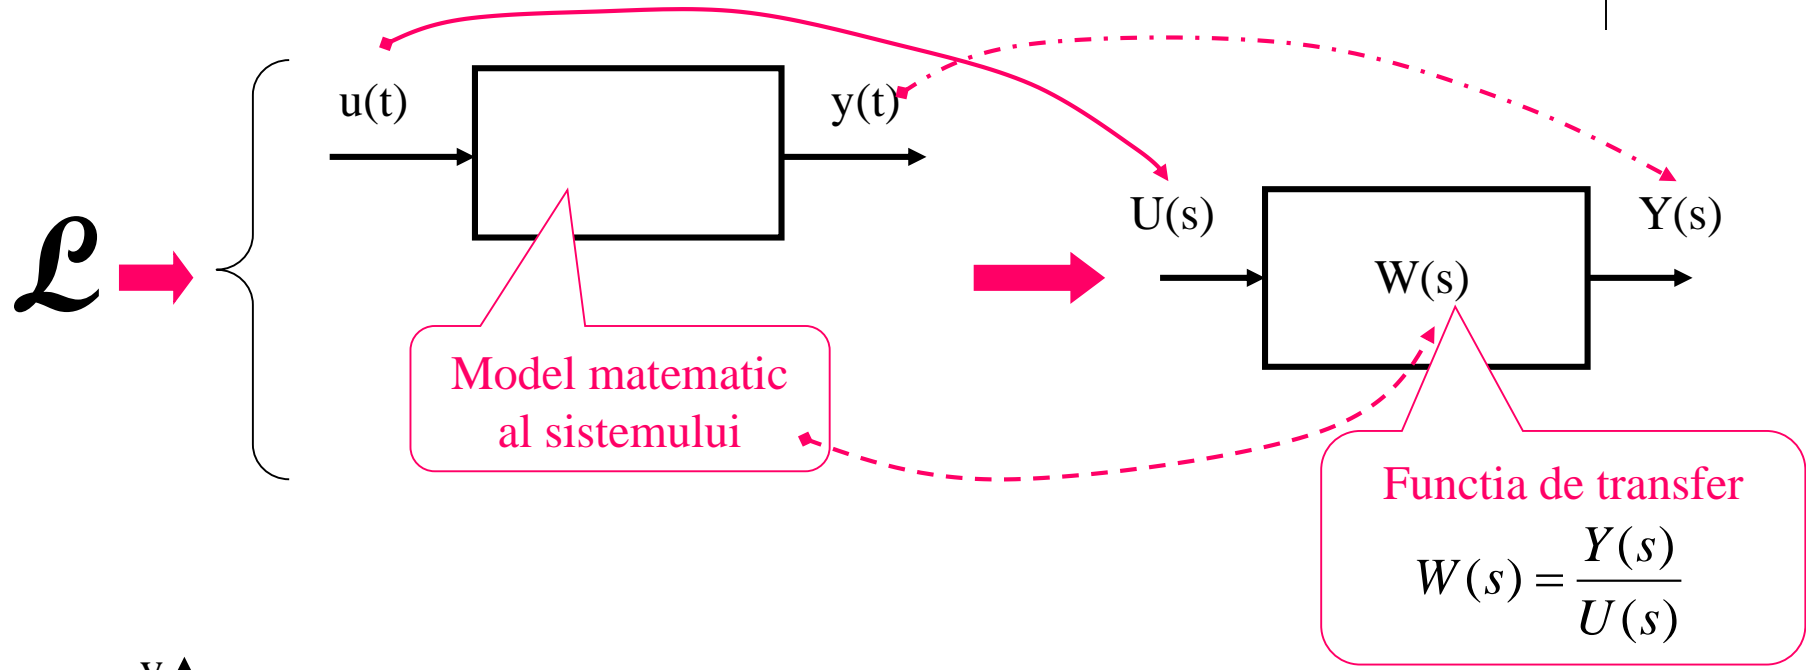 u(t)
y(t)
ℒ
U(s)
Y(s)
W(s)
Model matematic
al sistemului
Functia de transfer
W(s) = Y(s) / U(s)
y